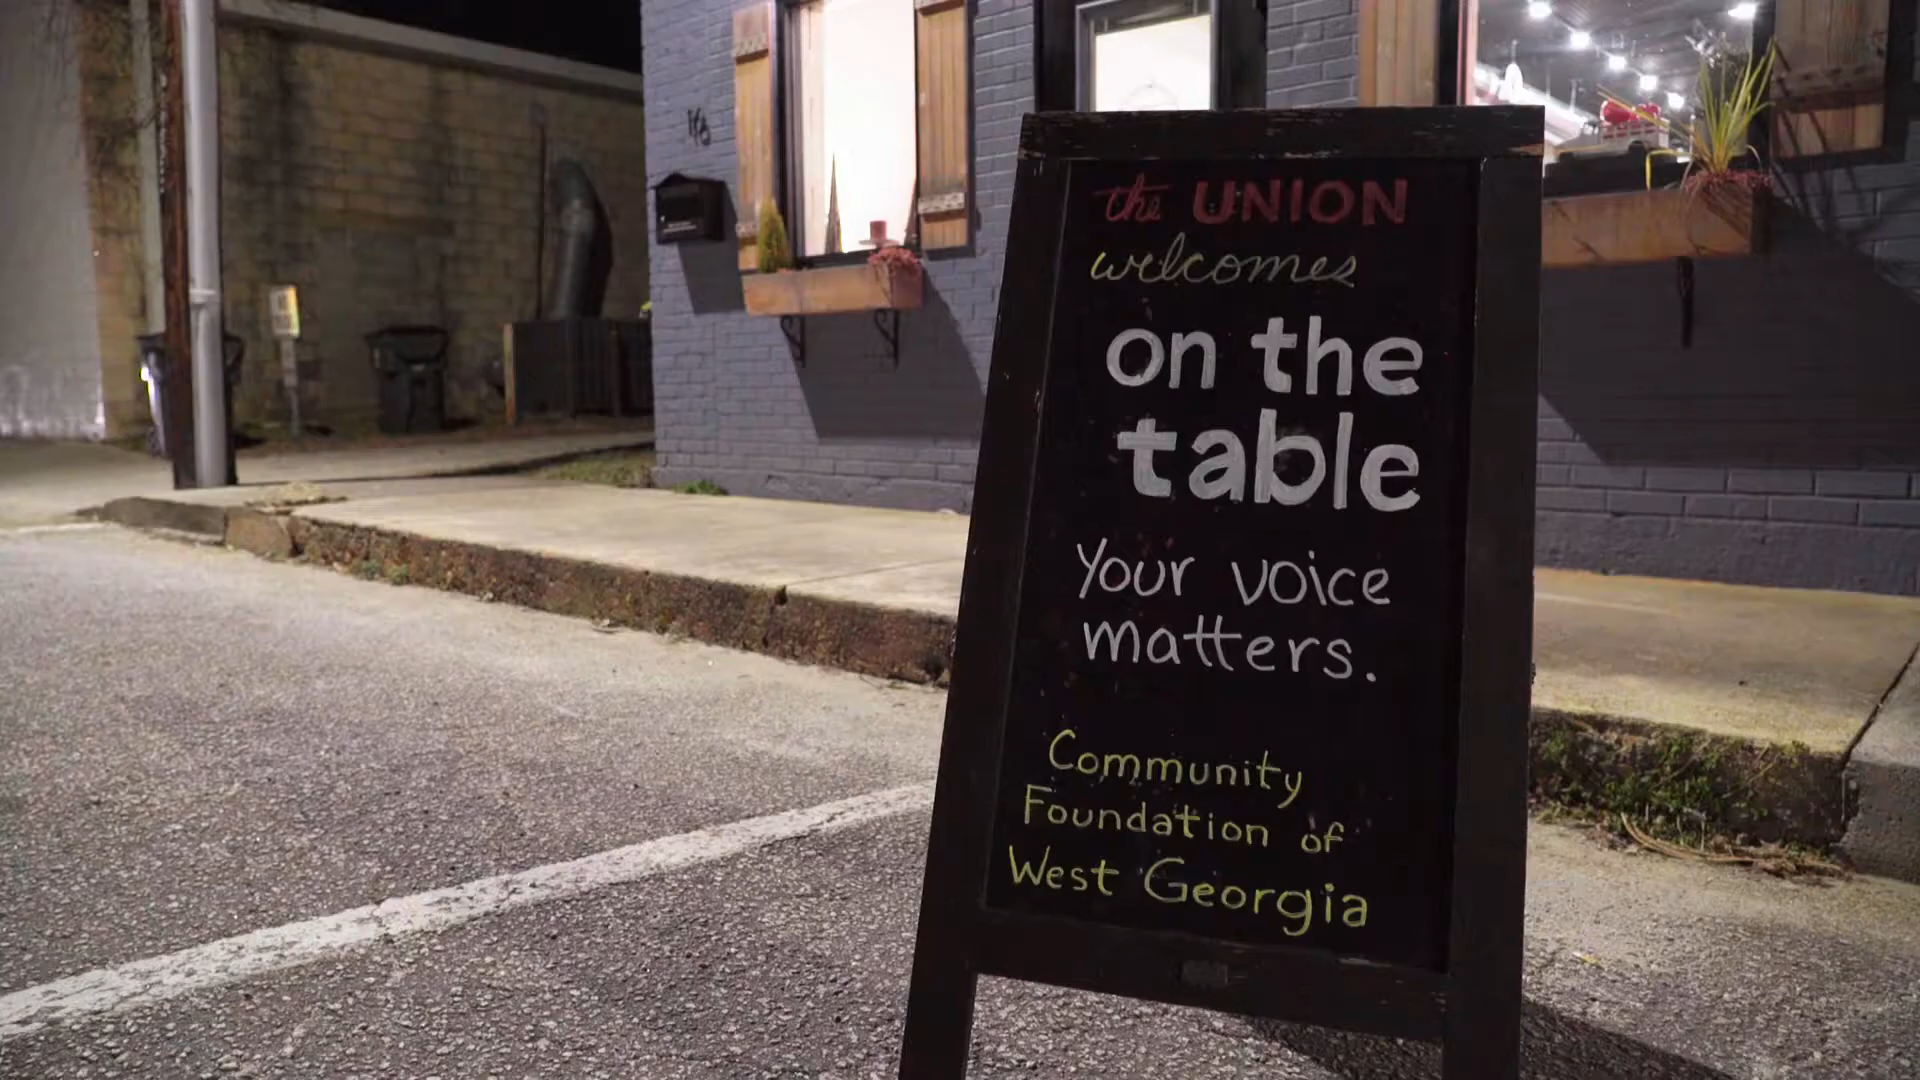 the UNION
welcomes
on the
table
Your voice
matters.
Community
Foundation of
West Georgia